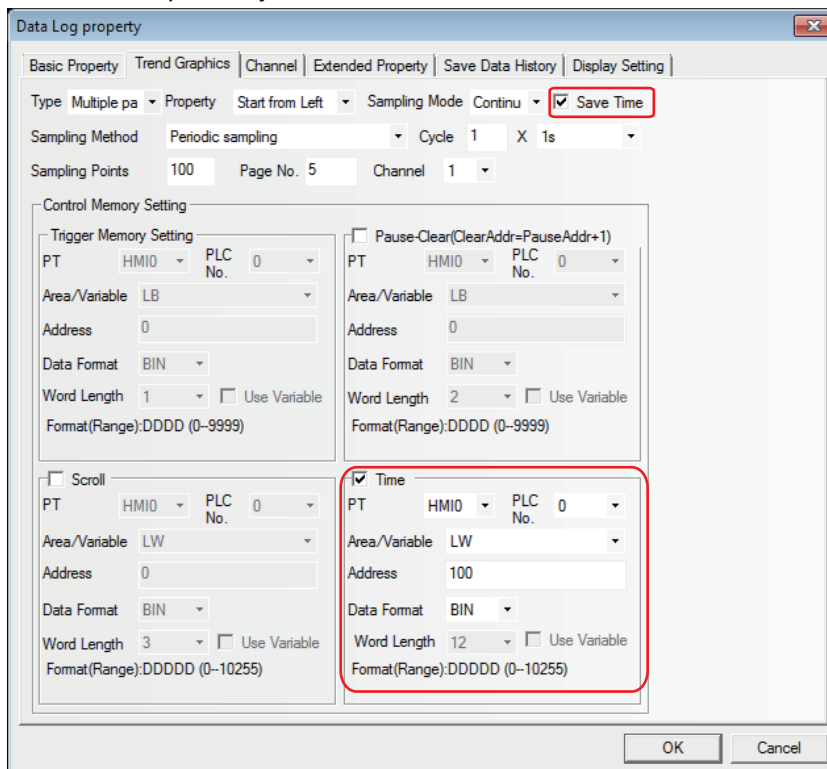 Data Log property
Basic Property Trend Graphics Channel Extended Property Save Data History Display Setting
Type Multiple pa Property Start from Left Sampling Mode Continu Save Time
Sampling Method Periodic sampling Cycle 1 X 1s
Sampling Points 100 Page No. 5 Channel 1
Control Memory Setting
Trigger Memory Setting
PT HMI0 PLC No. 0
Area/Variable LB
Address 0
Data Format BIN
Word Length 1 Use Variable
Format(Range):DDDD (0--9999)
Pause-Clear(ClearAddr=PauseAddr+1)
PT HMI0 PLC No. 0
Area/Variable LB
Address 0
Data Format BIN
Word Length 2 Use Variable
Format(Range):DDDD (0--9999)
Scroll
PT HMI0 PLC No. 0
Area/Variable LW
Address 0
Data Format BIN
Word Length 3 Use Variable
Format(Range):DDDDD (0--10255)
Time
PT HMI0 PLC No. 0
Area/Variable LW
Address 100
Data Format BIN
Word Length 12 Use Variable
Format(Range):DDDDD (0--10255)
OK Cancel